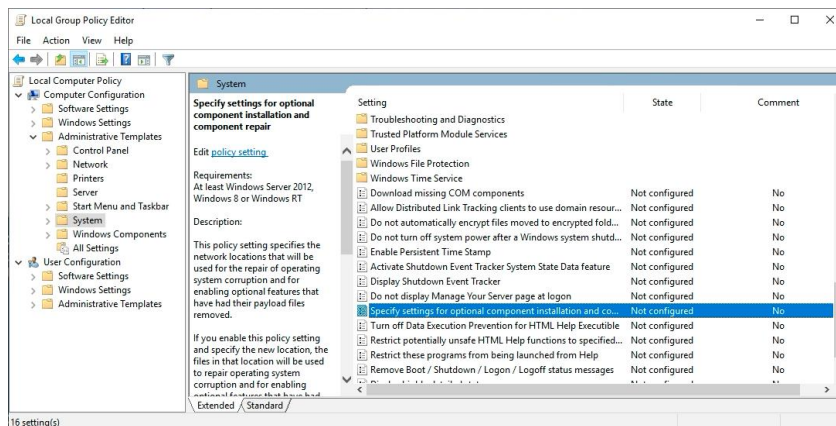 Local Group Policy Editor
File Action View Help
Local Computer Policy
Computer Configuration
Software Settings
Windows Settings
Administrative Templates
Control Panel
Network
Printers
Server
Start Menu and Taskbar
System
Windows Components
All Settings
User Configuration
Software Settings
Windows Settings
Administrative Templates
System
Specify settings for optional
component installation and
component repair
Edit policy setting
Requirements:
At least Windows Server 2012,
Windows 8 or Windows RT
Description:
This policy setting specifies the
network locations that will be
used for the repair of operating
system corruption and for
enabling optional features that
have had their payload files
removed.
If you enable this policy setting
and specify the new location, the
files in that location will be used
to repair operating system
corruption and for enabling
optional features that have had
Setting State Comment
Troubleshooting and Diagnostics
Trusted Platform Module Services
User Profiles
Windows File Protection
Windows Time Service
Download missing COM components Not configured No
Allow Distributed Link Tracking clients to use domain resour... Not configured No
Do not automatically encrypt files moved to encrypted fold... Not configured No
Do not turn off system power after a Windows system shutd... Not configured No
Enable Persistent Time Stamp Not configured No
Activate Shutdown Event Tracker System State Data feature Not configured No
Display Shutdown Event Tracker Not configured No
Do not display Manage Your Server page at logon Not configured No
Specify settings for optional component installation and co... Not configured No
Turn off Data Execution Prevention for HTML Help Executible Not configured No
Restrict potentially unsafe HTML Help functions to specified... Not configured No
Restrict these programs from being launched from Help Not configured No
Remove Boot / Shutdown / Logon / Logoff status messages Not configured No
Extended Standard
16 setting(s)